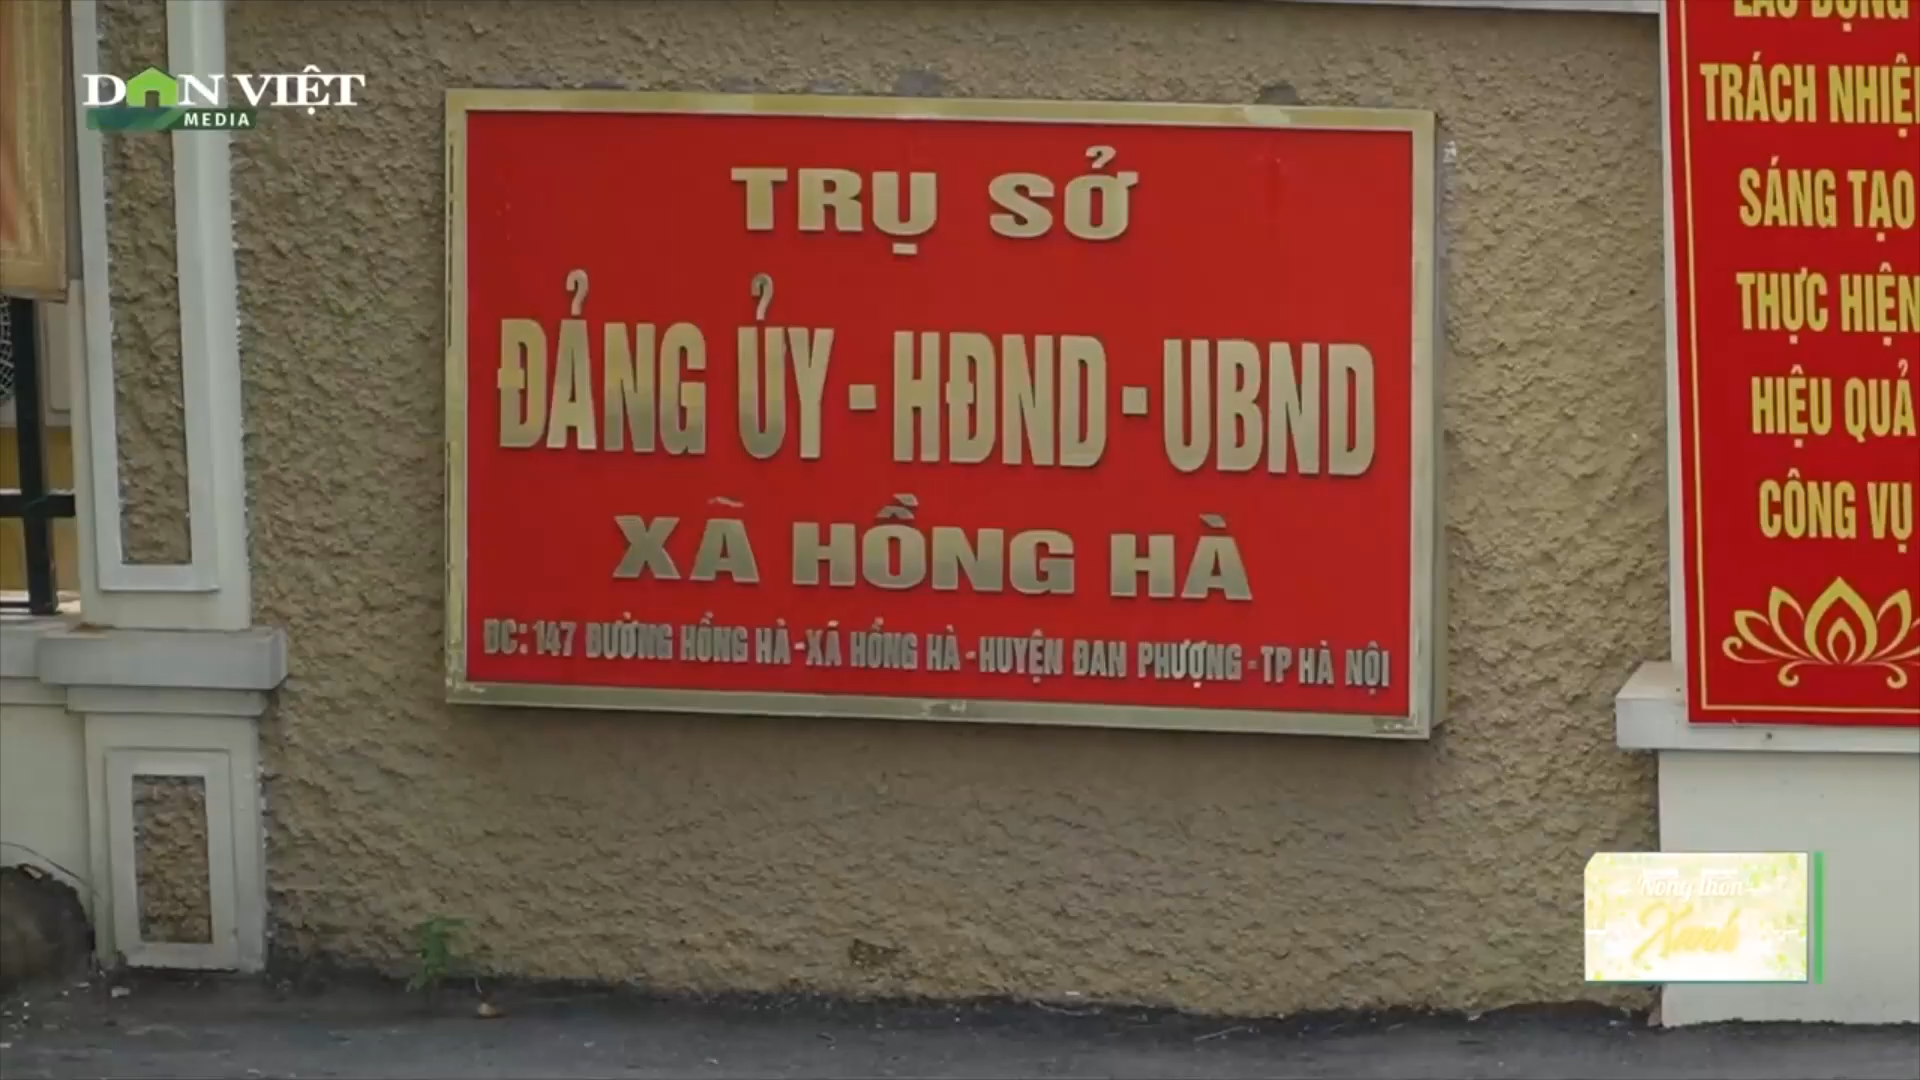 DÂN VIỆT
MEDIA
TRỤ SỞ
ĐẢNG ỦY - HĐND - UBND
XÃ HỒNG HÀ
ĐC: 147 ĐƯỜNG HỒNG HÀ - XÃ HỒNG HÀ - HUYỆN ĐAN PHƯỢNG - TP HÀ NỘI
LAO ĐỘNG
TRÁCH NHIỆ
SÁNG TẠO
THỰC HIỆN
HIỆU QUẢ
CÔNG VỤ
Nông thôn
Xanh